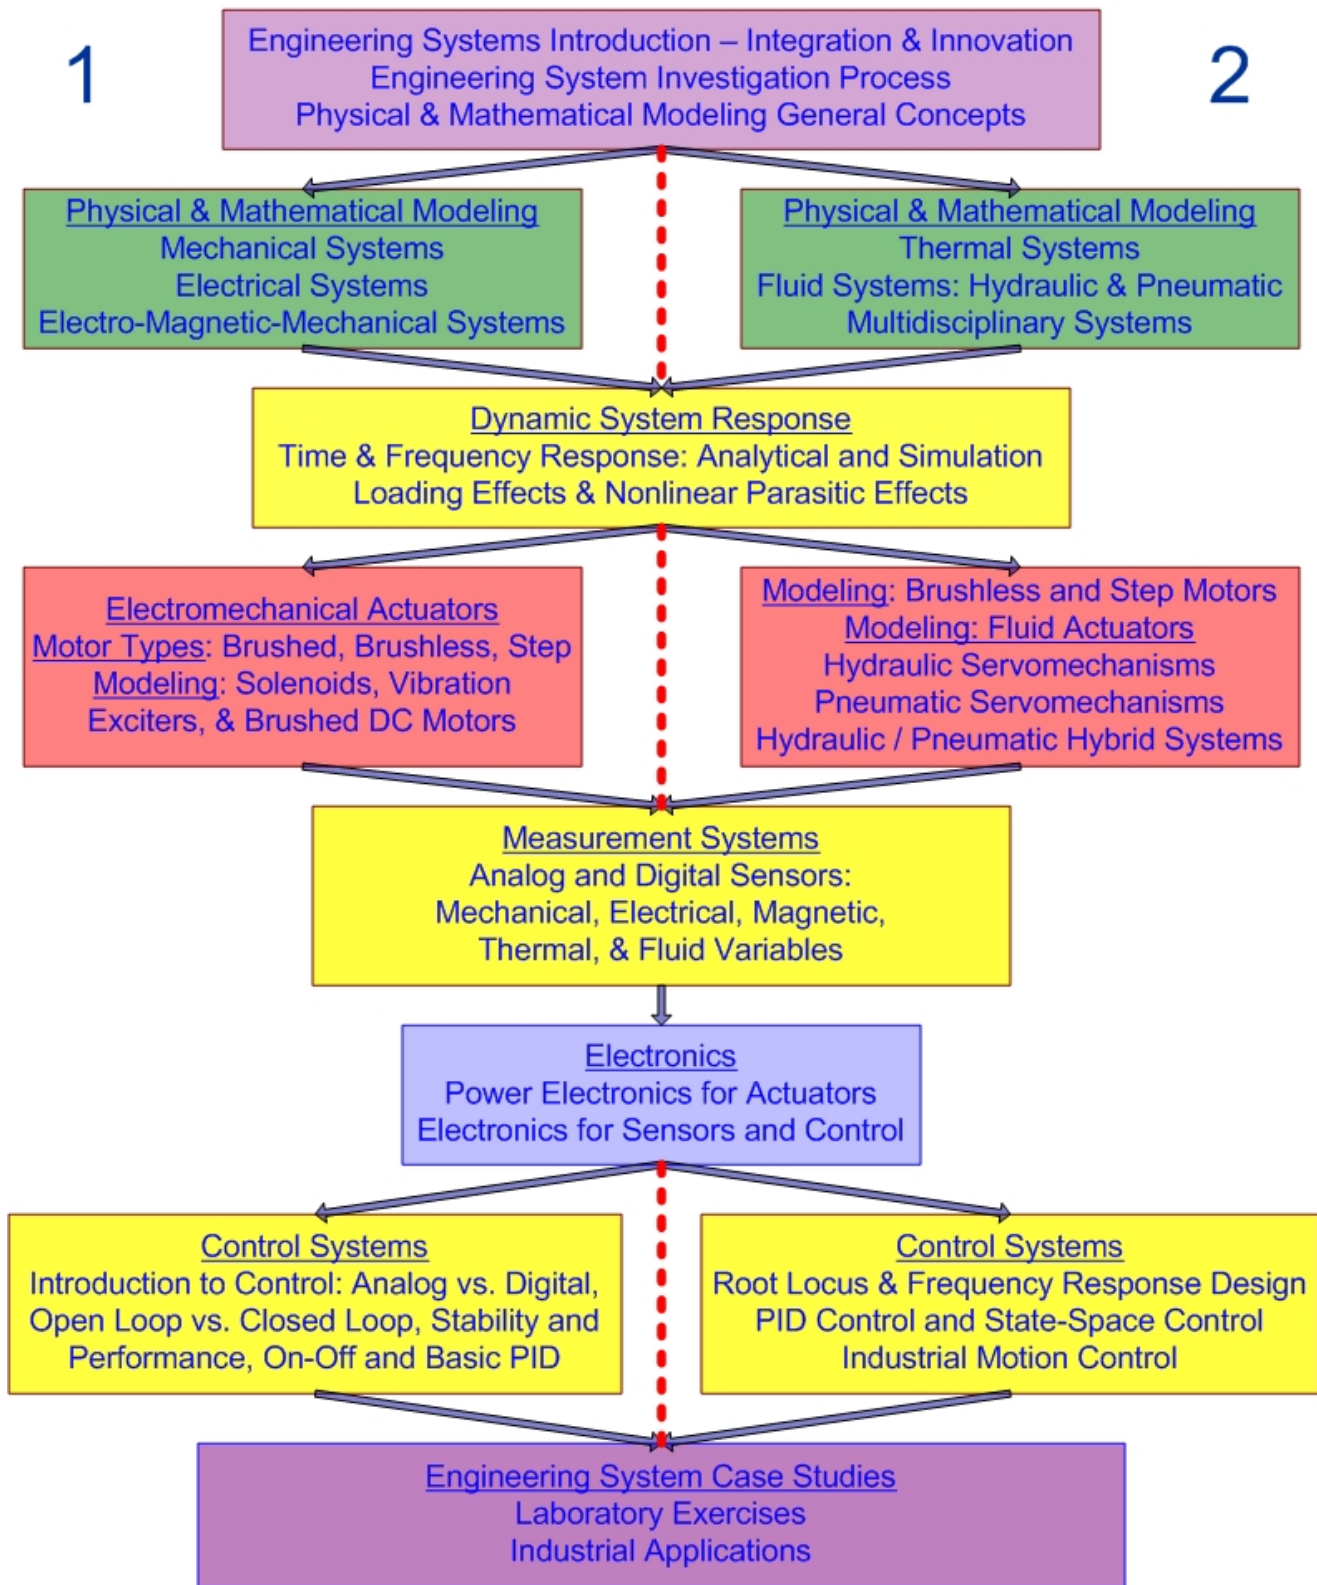 1
2
Engineering Systems Introduction – Integration & Innovation
Engineering System Investigation Process
Physical & Mathematical Modeling General Concepts
Physical & Mathematical Modeling
Mechanical Systems
Electrical Systems
Electro-Magnetic-Mechanical Systems
Physical & Mathematical Modeling
Thermal Systems
Fluid Systems: Hydraulic & Pneumatic
Multidisciplinary Systems
Dynamic System Response
Time & Frequency Response: Analytical and Simulation
Loading Effects & Nonlinear Parasitic Effects
Electromechanical Actuators
Motor Types: Brushed, Brushless, Step
Modeling: Solenoids, Vibration
Exciters, & Brushed DC Motors
Modeling: Brushless and Step Motors
Modeling: Fluid Actuators
Hydraulic Servomechanisms
Pneumatic Servomechanisms
Hydraulic / Pneumatic Hybrid Systems
Measurement Systems
Analog and Digital Sensors:
Mechanical, Electrical, Magnetic,
Thermal, & Fluid Variables
Electronics
Power Electronics for Actuators
Electronics for Sensors and Control
Control Systems
Introduction to Control: Analog vs. Digital,
Open Loop vs. Closed Loop, Stability and
Performance, On-Off and Basic PID
Control Systems
Root Locus & Frequency Response Design
PID Control and State-Space Control
Industrial Motion Control
Engineering System Case Studies
Laboratory Exercises
Industrial Applications